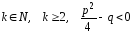 k∈N, k≥2, p²/4 - q<0